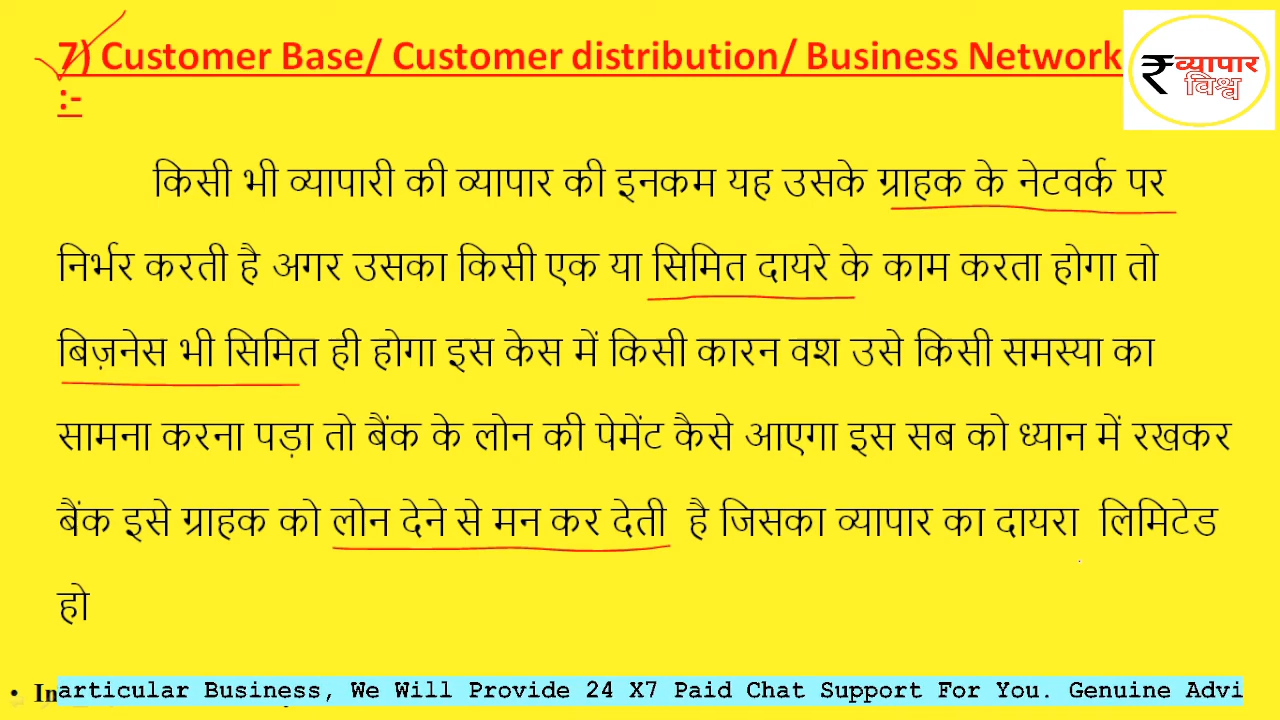 7) Customer Base/ Customer distribution/ Business Network
:-
₹व्यापार
विश्व
किसी भी व्यापारी की व्यापार की इनकम यह उसके ग्राहक के नेटवर्क पर
निर्भर करती है अगर उसका किसी एक या सिमित दायरे के काम करता होगा तो
बिज़नेस भी सिमित ही होगा इस केस में किसी कारन वश उसे किसी समस्या का
सामना करना पड़ा तो बैंक के लोन की पेमेंट कैसे आएगा इस सब को ध्यान में रखकर
बैंक इसे ग्राहक को लोन देने से मन कर देती है जिसका व्यापार का दायरा लिमिटेड
हो
• In
articular Business, We Will Provide 24 X7 Paid Chat Support For You. Genuine Advi